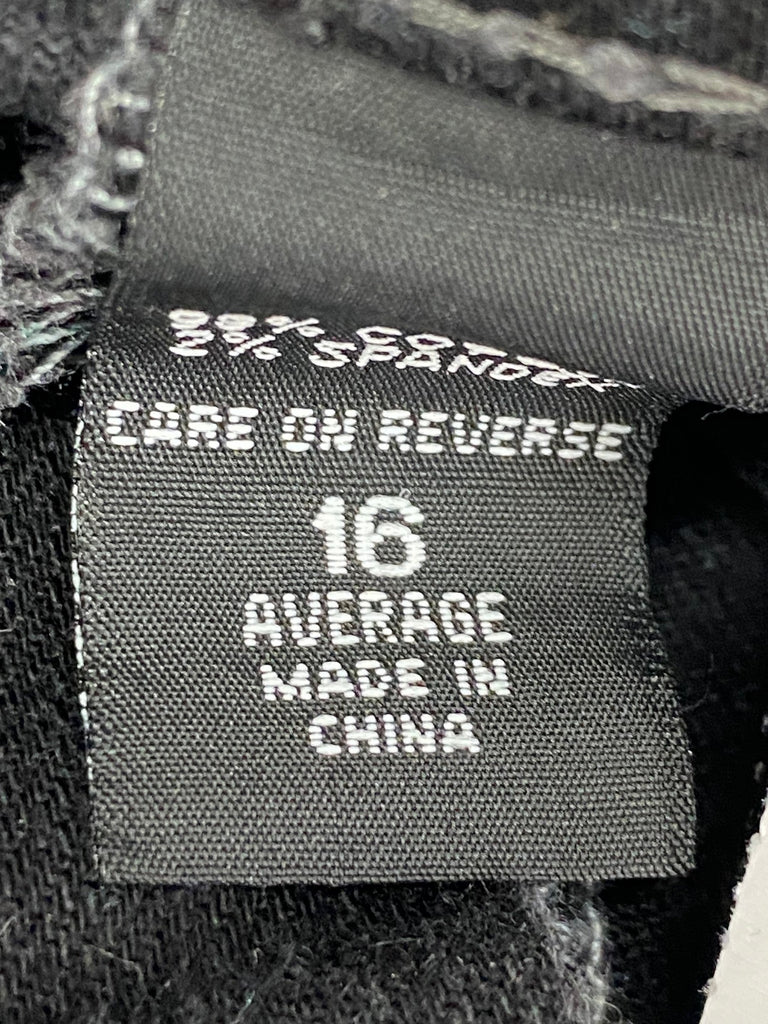 98% COTTON
2% SPANDEX
CARE ON REVERSE
16
AVERAGE
MADE IN
CHINA